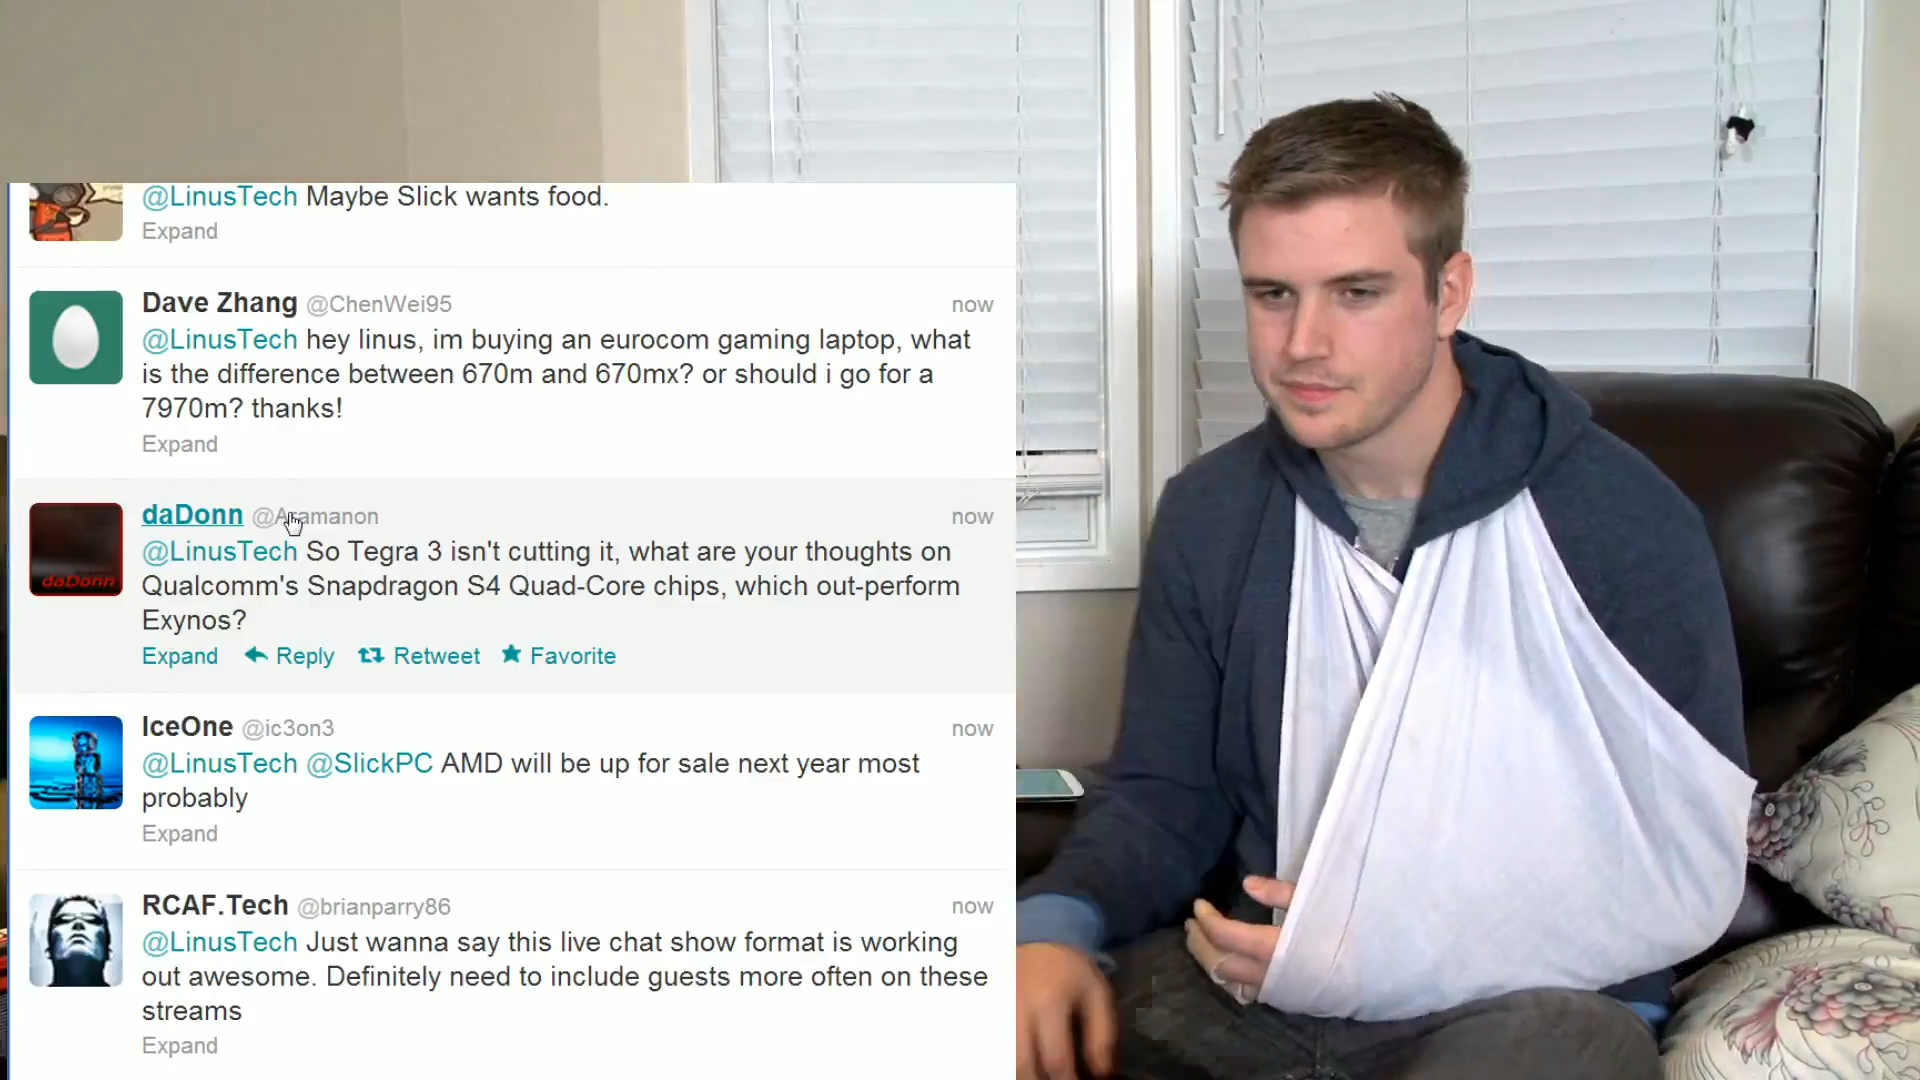 @LinusTech Maybe Slick wants food.
Expand
Dave Zhang @ChenWei95 now
@LinusTech hey linus, im buying an eurocom gaming laptop, what
is the difference between 670m and 670mx? or should i go for a
7970m? thanks!
Expand
daDonn @Aramanon now
@LinusTech So Tegra 3 isn't cutting it, what are your thoughts on
Qualcomm's Snapdragon S4 Quad-Core chips, which out-perform
Exynos?
daDonn
Expand Reply Retweet Favorite
IceOne @ic3on3 now
@LinusTech @SlickPC AMD will be up for sale next year most
probably
Expand
RCAF.Tech @brianparry86 now
@LinusTech Just wanna say this live chat show format is working
out awesome. Definitely need to include guests more often on these
streams
Expand